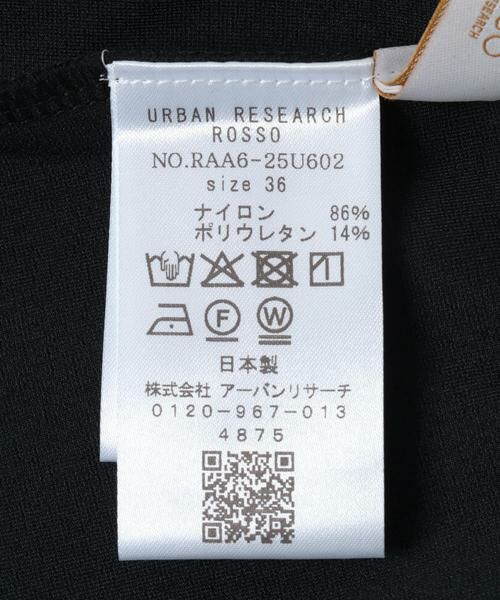 URBAN RESEARCH
ROSSO
NO.RAA6-25U602
size 36
ナイロン 86%
ポリウレタン 14%
F W
日本製
株式会社 アーバンリサーチ
0120-967-013
4875
RESEARCH